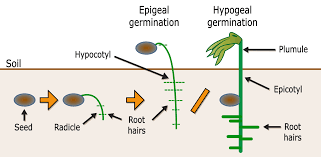 Epigeal
germination
Hypogeal
germination
Hypocotyl
Plumule
Soil
Epicotyl
Seed
Radicle
Root
hairs
Root
hairs